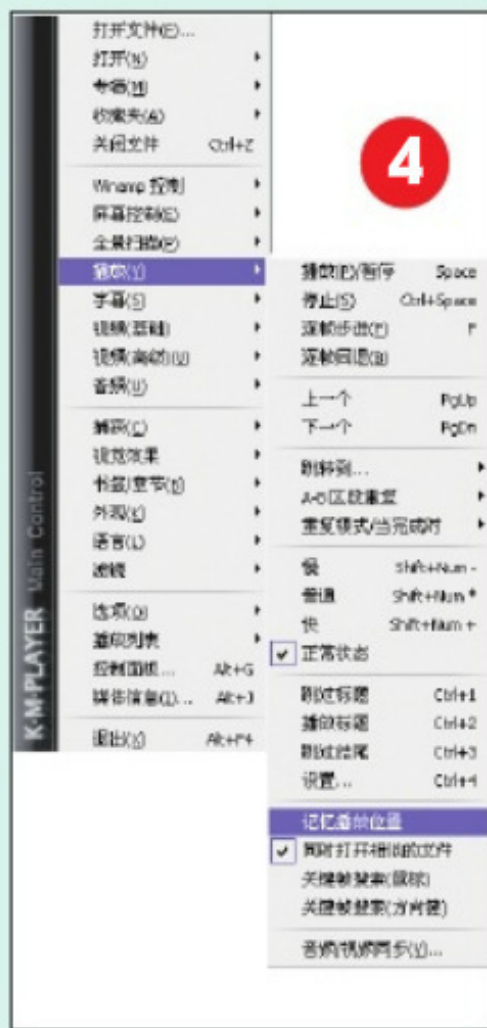 打开文件(E)...
打开(N)
专辑(M)
收藏夹(A)
关闭文件 Ctrl+Z
Winamp 控制
屏幕控制(E)
全景扫描(P)
播放(Y)
字幕(S)
视频(基础)
视频(高级)(U)
音频(U)
捕获(C)
视觉效果
书签/章节(B)
外观(K)
语言(L)
滤镜
选项(O)
播放列表
控制面板... Alt+G
媒体信息(I)... Alt+J
退出(X) Alt+F4
4
播放(P)/暂停 Space
停止(S) Ctrl+Space
逐帧步进(F) F
逐帧回退(B)
上一个 PgUp
下一个 PgDn
跳转到...
A-B 区段重复
重复模式/当完成时
慢 Shift+Num -
普通 Shift+Num *
快 Shift+Num +
正常状态
跳过标题 Ctrl+1
播放标题 Ctrl+2
跳过结尾 Ctrl+3
设置... Ctrl+4
记忆播放位置
同时打开相似的文件
关键帧搜索(鼠标)
关键帧搜索(方向键)
音频/视频同步(Y)...
K-M-PLAYER Main Control